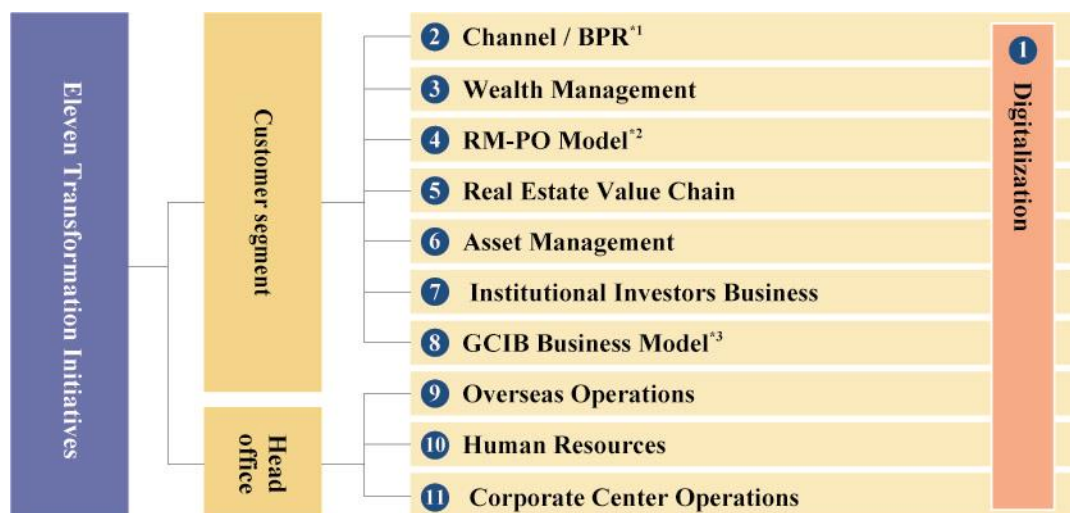 Eleven Transformation Initiatives
Customer segment
2 Channel / BPR*1
3 Wealth Management
4 RM-PO Model*2
5 Real Estate Value Chain
6 Asset Management
7 Institutional Investors Business
8 GCIB Business Model*3
Head
office
9 Overseas Operations
10 Human Resources
11 Corporate Center Operations
1 Digitalization